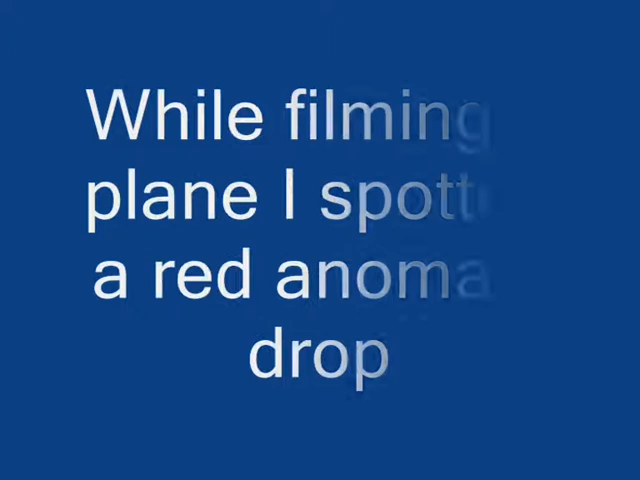 While filming
plane I spott
a red anoma
drop